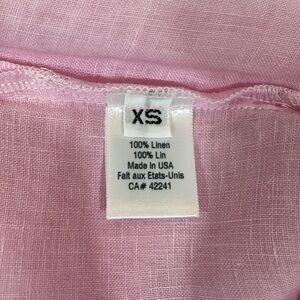 XS
100% Linen
100% Lin
Made in USA
Fait aux Etats-Unis
CA# 42241